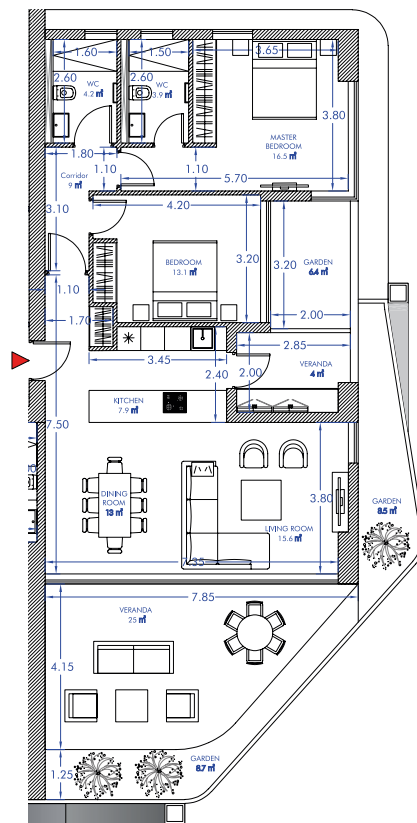 1.60
1.50
3.65
2.60
2.60
WC
4.2 m²
WC
3.9 m²
3.80
MASTER
BEDROOM
16.5 m²
1.80
1.10
1.10
Corridor
9 m²
5.70
3.10
4.20
BEDROOM
13.1 m²
3.20
3.20
GARDEN
6.4 m²
1.10
2.00
1.70
3.45
2.85
2.00
VERANDA
4 m²
2.40
KITCHEN
7.9 m²
7.50
DINING
ROOM
13 m²
3.80
LIVING ROOM
15.6 m²
GARDEN
8.5 m²
7.35
7.85
VERANDA
25 m²
4.15
GARDEN
8.7 m²
1.25